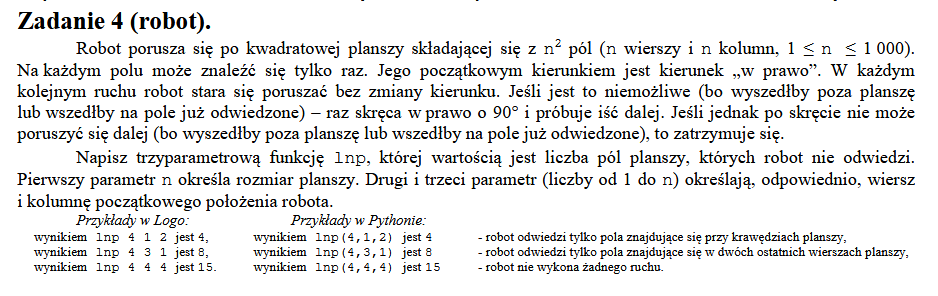 Zadanie 4 (robot).
Robot porusza się po kwadratowej planszy składającej się z n² pól (n wierszy i n kolumn, 1 ≤ n ≤ 1 000).
Na każdym polu może znaleźć się tylko raz. Jego początkowym kierunkiem jest kierunek „w prawo”. W każdym
kolejnym ruchu robot stara się poruszać bez zmiany kierunku. Jeśli jest to niemożliwe (bo wyszedłby poza planszę
lub wszedłby na pole już odwiedzone) – raz skręca w prawo o 90° i próbuje iść dalej. Jeśli jednak po skręcie nie może
poruszyć się dalej (bo wyszedłby poza planszę lub wszedłby na pole już odwiedzone), to zatrzymuje się.
Napisz trzyparametrową funkcję lnp, której wartością jest liczba pól planszy, których robot nie odwiedzi.
Pierwszy parametr n określa rozmiar planszy. Drugi i trzeci parametr (liczby od 1 do n) określają, odpowiednio, wiersz
i kolumnę początkowego położenia robota.
Przykłady w Logo: Przykłady w Pythonie:
wynikiem lnp 4 1 2 jest 4, wynikiem lnp(4,1,2) jest 4 - robot odwiedzi tylko pola znajdujące się przy krawędziach planszy,
wynikiem lnp 4 3 1 jest 8, wynikiem lnp(4,3,1) jest 8 - robot odwiedzi tylko pola znajdujące się w dwóch ostatnich wierszach planszy,
wynikiem lnp 4 4 4 jest 15. wynikiem lnp(4,4,4) jest 15 - robot nie wykona żadnego ruchu.